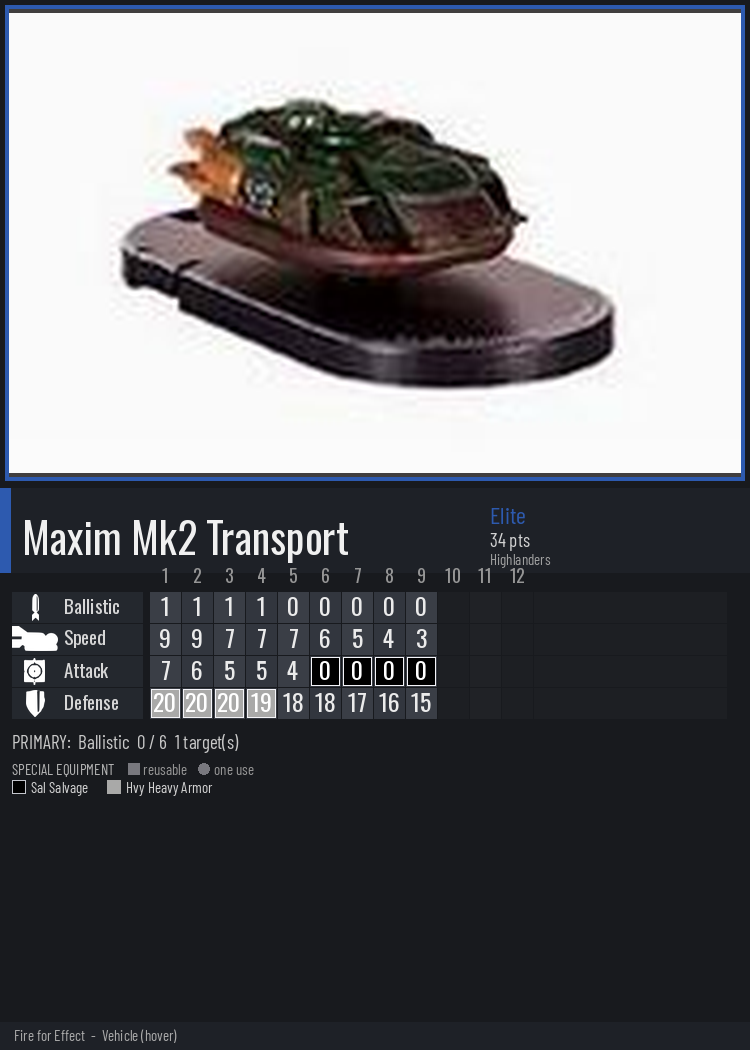 Maxim Mk2 Transport
Elite
34 pts
Highlanders
1 2 3 4 5 6 7 8 9 10 11 12
Ballistic 1 1 1 1 0 0 0 0 0
Speed 9 9 7 7 7 6 5 4 3
Attack 7 6 5 5 4 0 0 0 0
Defense 20 20 20 19 18 18 17 16 15
PRIMARY: Ballistic 0 / 6 1 target(s)
SPECIAL EQUIPMENT reusable one use
Sal Salvage Hvy Heavy Armor
Fire for Effect - Vehicle (hover)